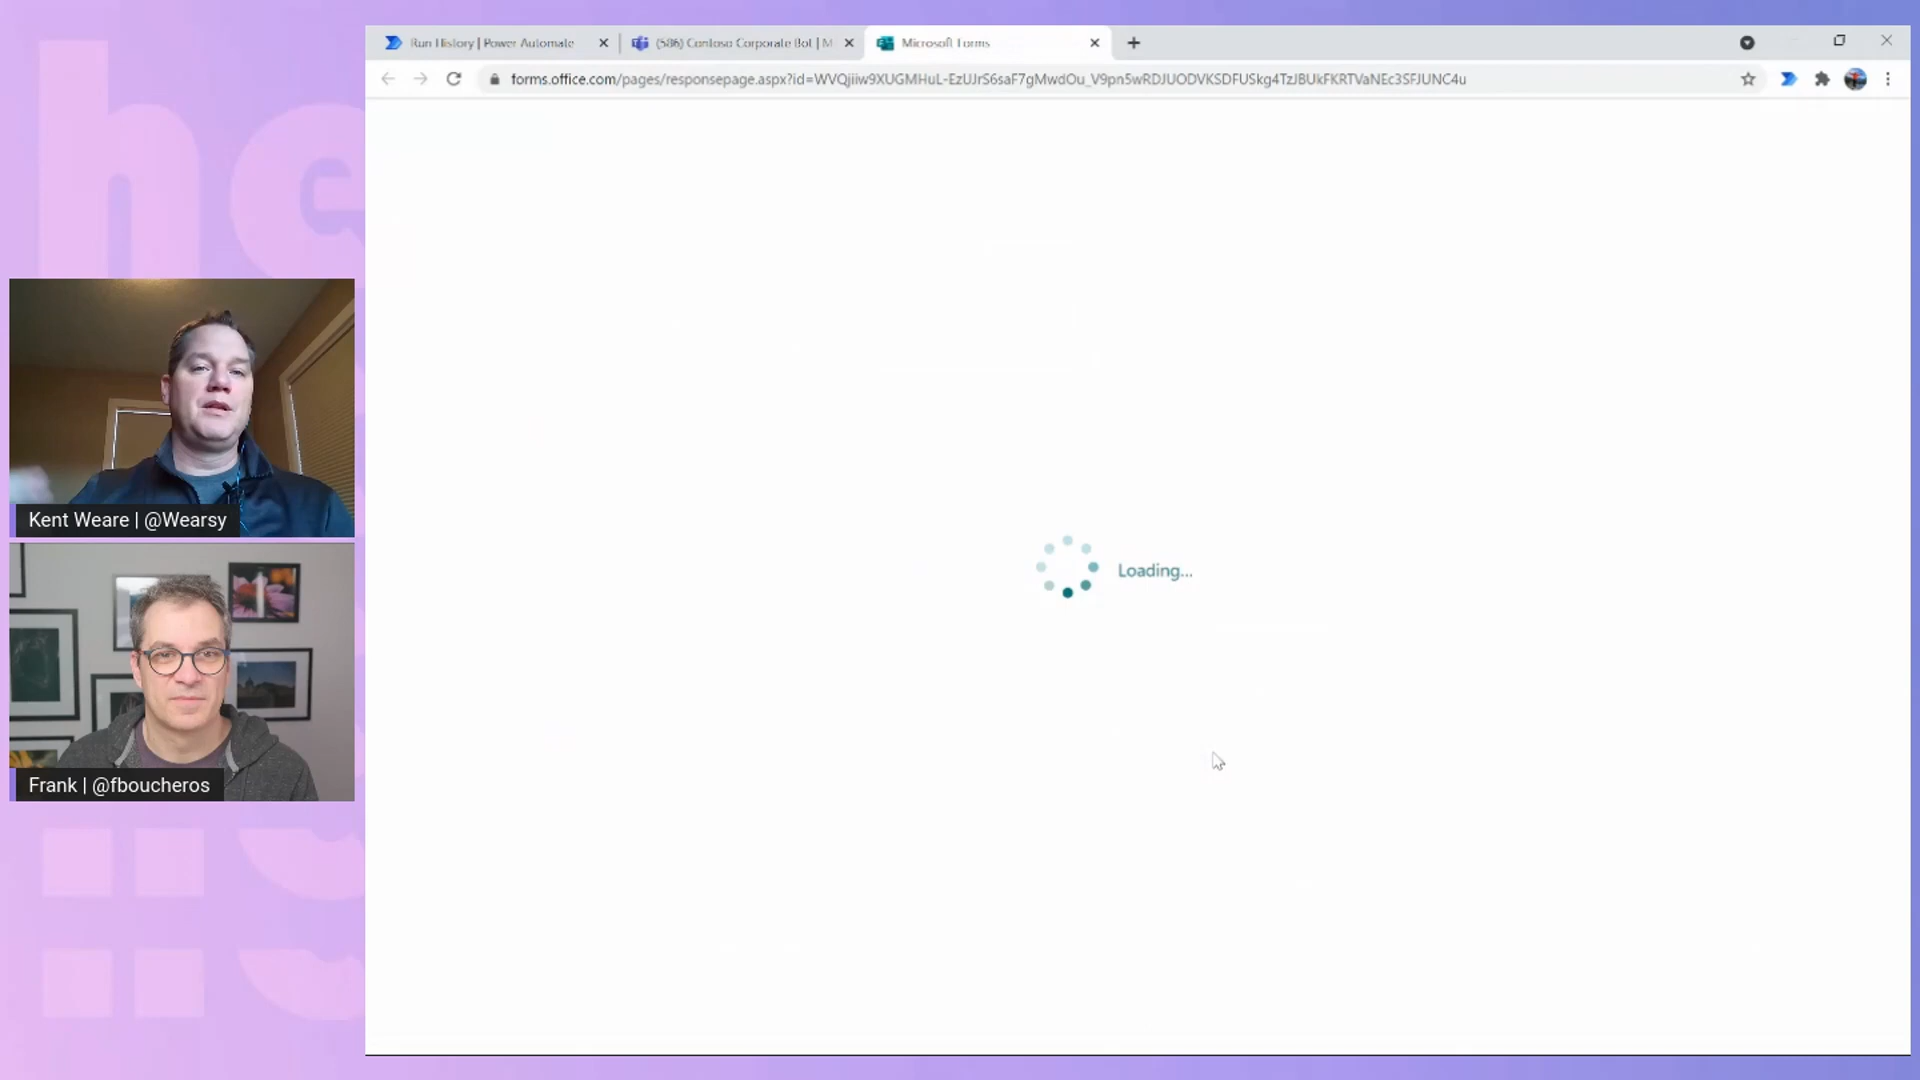 Run History | Power Automate
(586) Contoso Corporate Bot | M
Microsoft Forms
forms.office.com/pages/responsepage.aspx?id=WVQjiiw9XUGMHuL-EzUJrS6saF7gMwdOu_V9pn5wRDJUODVKSDFUSkg4TzJBUkFKRTVaNEc3SFJUNC4u
he
Kent Weare | @Wearsy
Loading...
Frank | @fboucheros